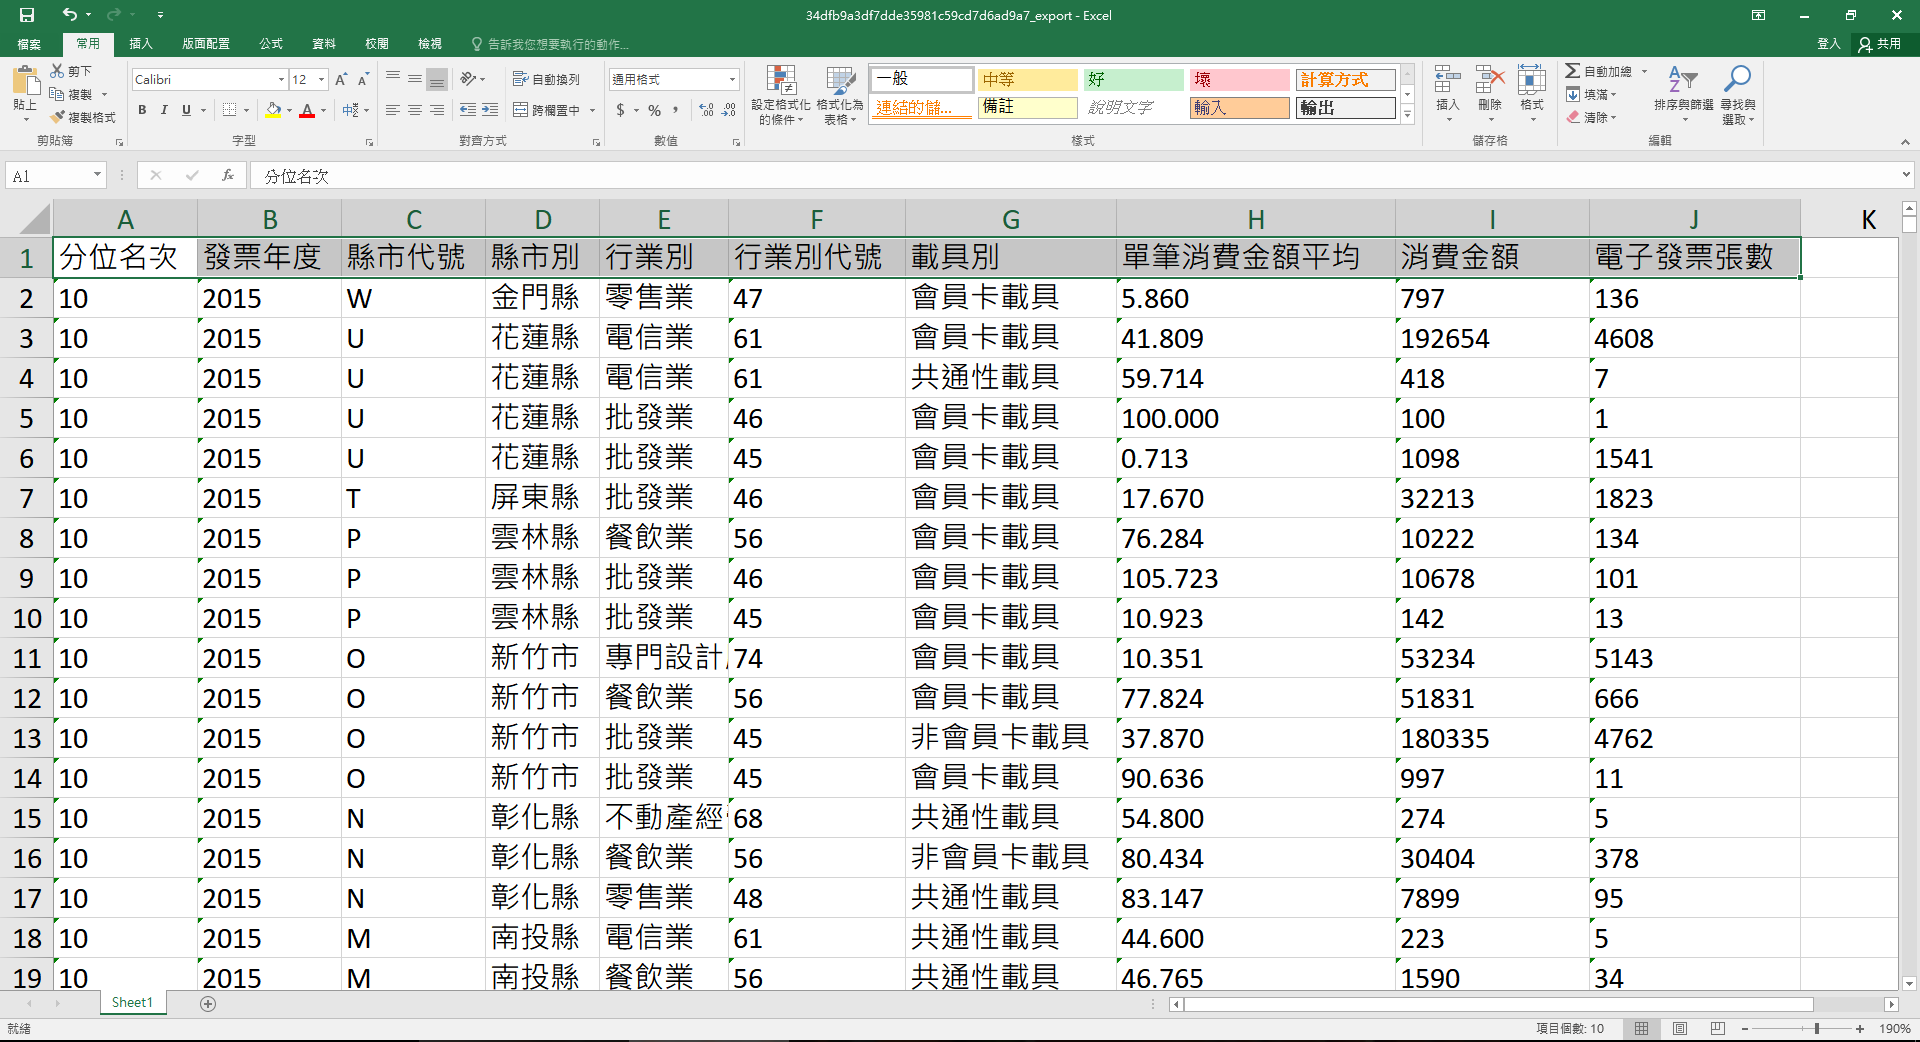 34dfb9a3df7dde35981c59cd7d6ad9a7_export - Excel
檔案 常用 插入 版面配置 公式 資料 校閱 檢視 告訴我您想要執行的動作... 登入 共用
貼上 剪下 複製 複製格式 剪貼簿
Calibri 12 A A B I U A 中 字型
自動換列 跨欄置中 對齊方式
通用格式 $ % , .00 數值
設定格式化的條件 格式化為表格
一般 中等 好 壞 計算方式
連結的儲... 備註 說明文字 輸入 輸出
樣式
插入 刪除 格式 儲存格
自動加總 填滿 清除 排序與篩選 尋找與選取 編輯
A1 fx 分位名次
A B C D E F G H I J K
1 分位名次 發票年度 縣市代號 縣市別 行業別 行業別代號 載具別 單筆消費金額平均 消費金額 電子發票張數
2 10 2015 W 金門縣 零售業 47 會員卡載具 5.860 797 136
3 10 2015 U 花蓮縣 電信業 61 會員卡載具 41.809 192654 4608
4 10 2015 U 花蓮縣 電信業 61 共通性載具 59.714 418 7
5 10 2015 U 花蓮縣 批發業 46 會員卡載具 100.000 100 1
6 10 2015 U 花蓮縣 批發業 45 會員卡載具 0.713 1098 1541
7 10 2015 T 屏東縣 批發業 46 會員卡載具 17.670 32213 1823
8 10 2015 P 雲林縣 餐飲業 56 會員卡載具 76.284 10222 134
9 10 2015 P 雲林縣 批發業 46 會員卡載具 105.723 10678 101
10 10 2015 P 雲林縣 批發業 45 會員卡載具 10.923 142 13
11 10 2015 O 新竹市 專門設計 74 會員卡載具 10.351 53234 5143
12 10 2015 O 新竹市 餐飲業 56 會員卡載具 77.824 51831 666
13 10 2015 O 新竹市 批發業 45 非會員卡載具 37.870 180335 4762
14 10 2015 O 新竹市 批發業 45 會員卡載具 90.636 997 11
15 10 2015 N 彰化縣 不動產經 68 共通性載具 54.800 274 5
16 10 2015 N 彰化縣 餐飲業 56 非會員卡載具 80.434 30404 378
17 10 2015 N 彰化縣 零售業 48 共通性載具 83.147 7899 95
18 10 2015 M 南投縣 電信業 61 共通性載具 44.600 223 5
19 10 2015 M 南投縣 餐飲業 56 共通性載具 46.765 1590 34
Sheet1
就緒 項目個數: 10 190%